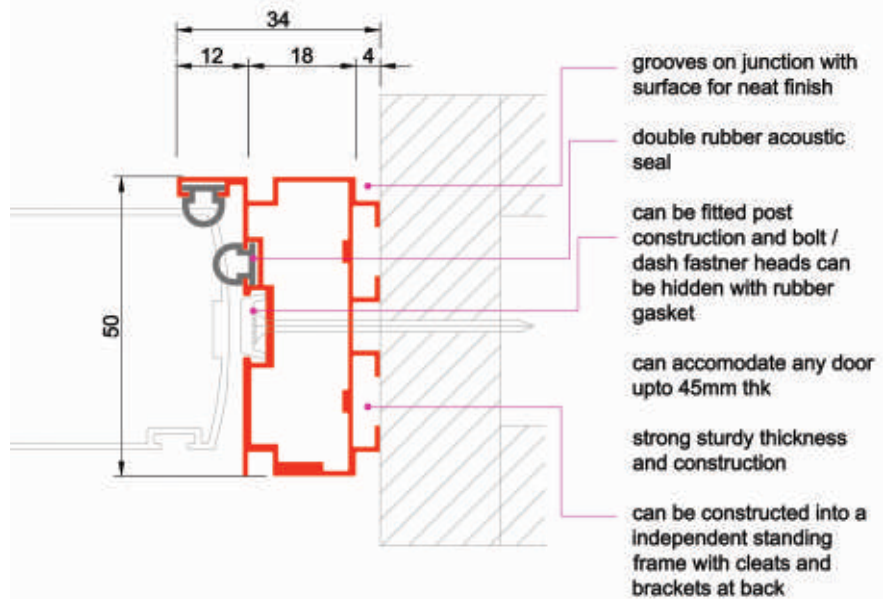 34
12 18 4
50
grooves on junction with
surface for neat finish
double rubber acoustic
seal
can be fitted post
construction and bolt /
dash fastner heads can
be hidden with rubber
gasket
can accomodate any door
upto 45mm thk
strong sturdy thickness
and construction
can be constructed into a
independent standing
frame with cleats and
brackets at back